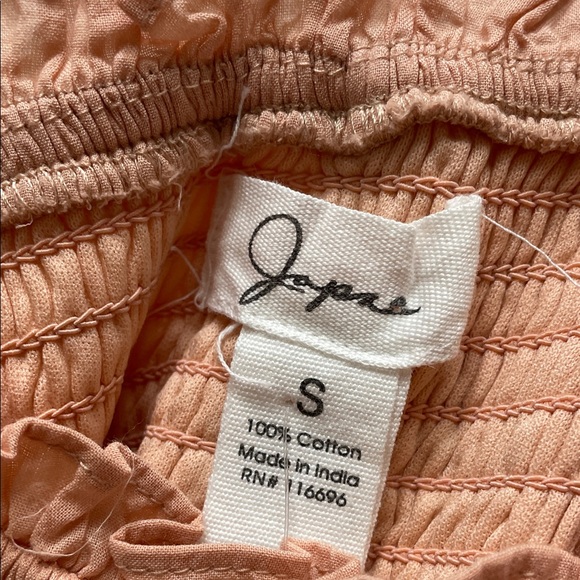 Japna
S
100% Cotton
Made in India
RN# 116696